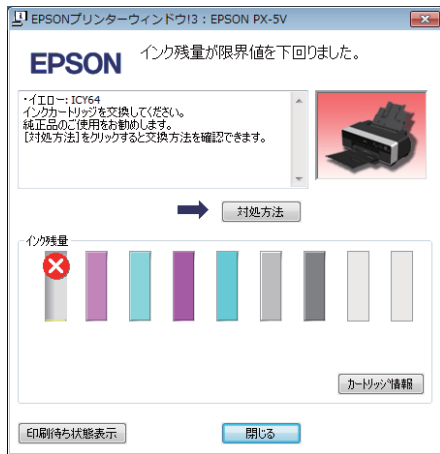 EPSONプリンターウィンドウ!3 : EPSON PX-5V
EPSON
インク残量が限界値を下回りました。
・イエロー: ICY64
インクカートリッジを交換してください。
純正品のご使用をお勧めします。
[対処方法]をクリックすると交換方法を確認できます。
対処方法
インク残量
カートリッジ情報
印刷待ち状態表示
閉じる